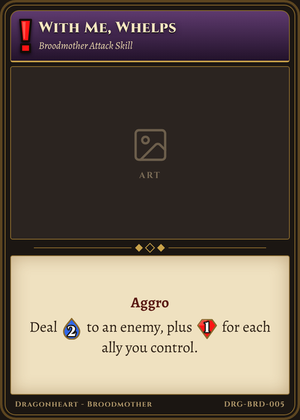 With Me, Whelps
Broodmother Attack Skill
ART
Aggro
Deal 2 to an enemy, plus 1 for each
ally you control.
Dragonheart - Broodmother
DRG-BRD-005